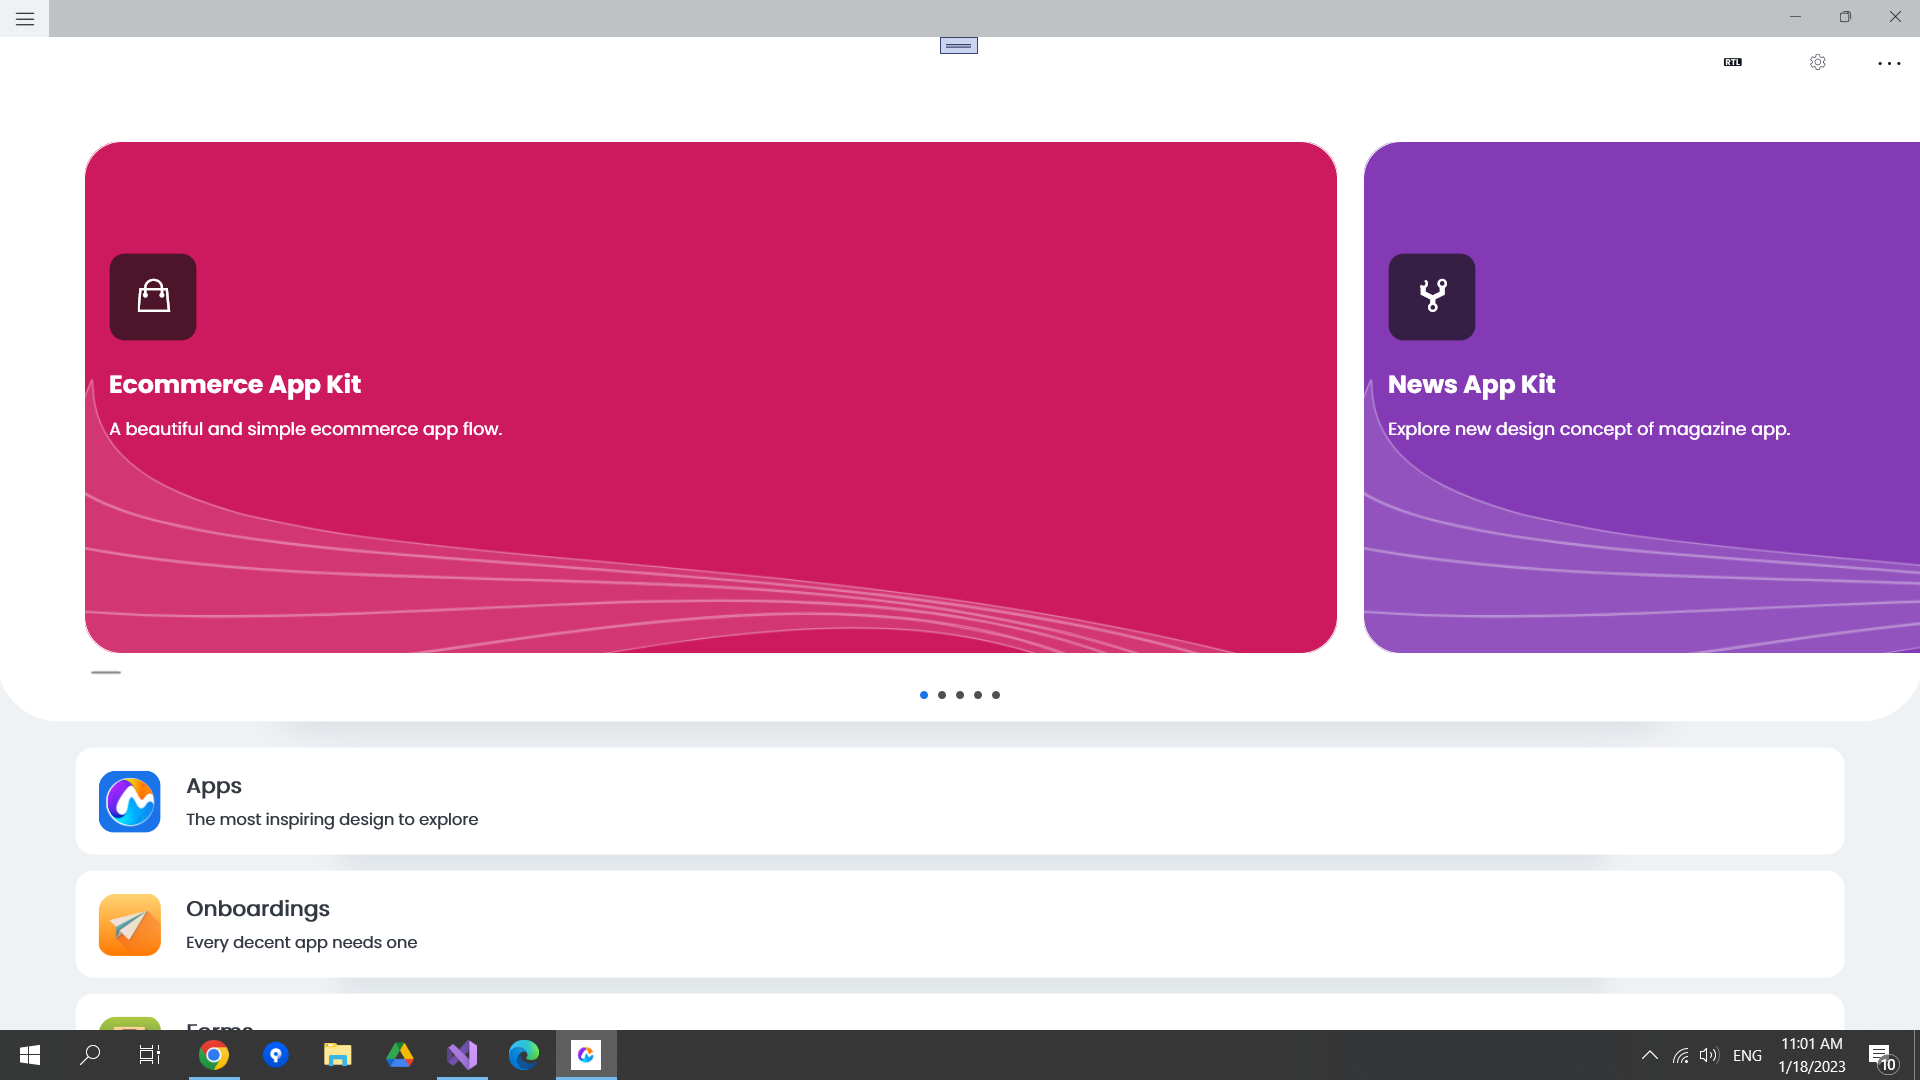 RTL
Ecommerce App Kit
A beautiful and simple ecommerce app flow.
News App Kit
Explore new design concept of magazine app.
Apps
The most inspiring design to explore
Onboardings
Every decent app needs one
Forms
ENG
11:01 AM
1/18/2023
10